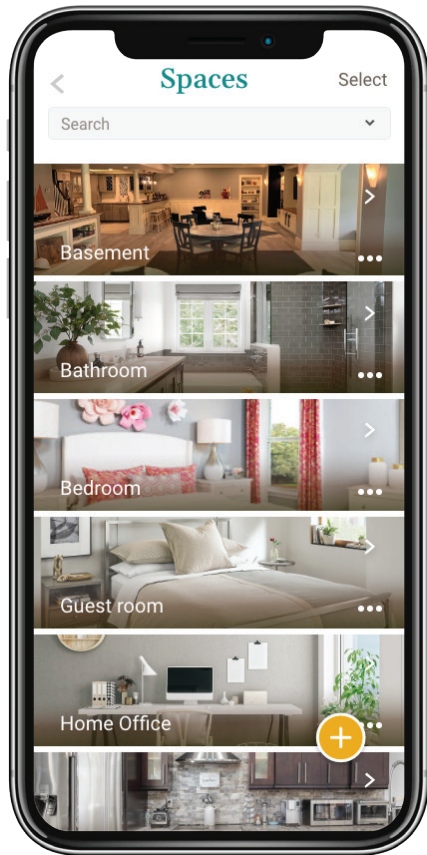 Spaces
Select
Search
Basement
Bathroom
Bedroom
Guest room
Home Office